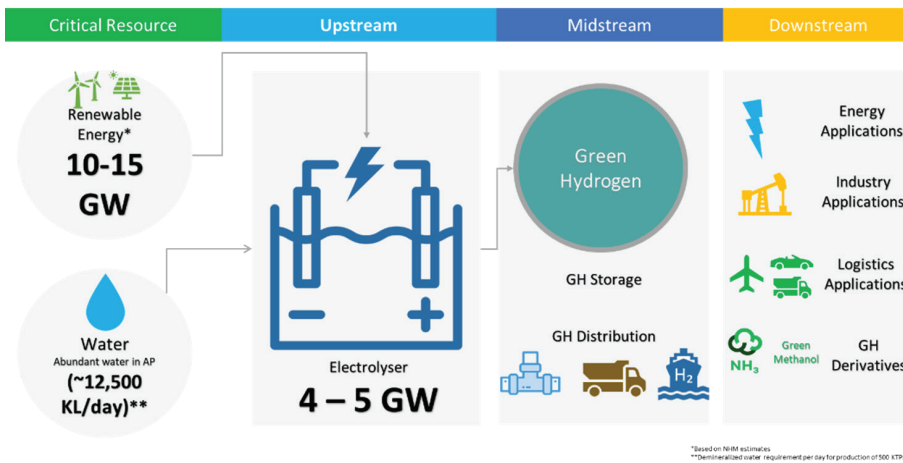 Critical Resource
Upstream
Midstream
Downstream
Renewable
Energy*
10-15
GW
Water
Abundant water in AP
(~12,500
KL/day)**
Electrolyser
4 – 5 GW
Green
Hydrogen
GH Storage
GH Distribution
H2
Energy
Applications
Industry
Applications
Logistics
Applications
NH3
Green
Methanol
GH
Derivatives
*Based on NHM estimates
**Demineralized water requirement per day for production of 500 KTP